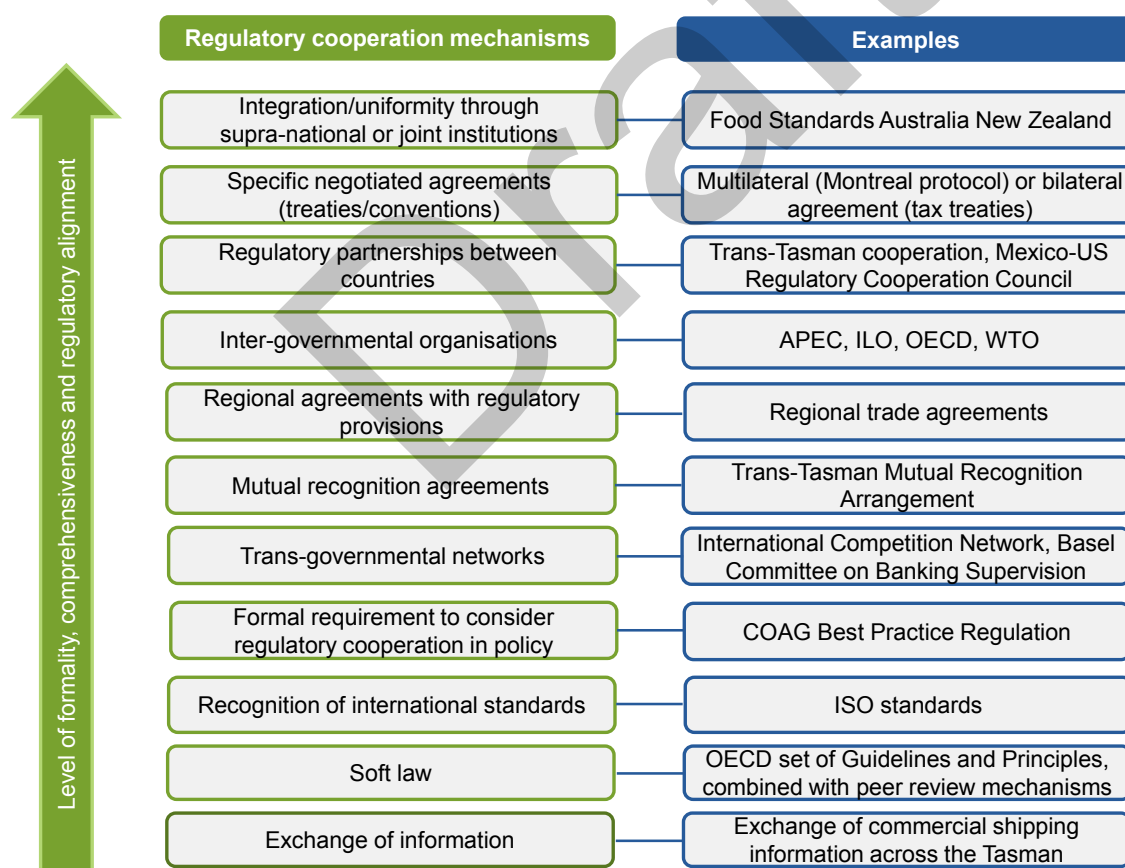 Regulatory cooperation mechanisms
Examples
Integration/uniformity through
supra-national or joint institutions
Food Standards Australia New Zealand
Specific negotiated agreements
(treaties/conventions)
Multilateral (Montreal protocol) or bilateral
agreement (tax treaties)
Regulatory partnerships between
countries
Trans-Tasman cooperation, Mexico-US
Regulatory Cooperation Council
Inter-governmental organisations
APEC, ILO, OECD, WTO
Regional agreements with regulatory
provisions
Regional trade agreements
Mutual recognition agreements
Trans-Tasman Mutual Recognition
Arrangement
Trans-governmental networks
International Competition Network, Basel
Committee on Banking Supervision
Formal requirement to consider
regulatory cooperation in policy
COAG Best Practice Regulation
Recognition of international standards
ISO standards
Soft law
OECD set of Guidelines and Principles,
combined with peer review mechanisms
Exchange of information
Exchange of commercial shipping
information across the Tasman
Level of formality, comprehensiveness and regulatory alignment
Draft